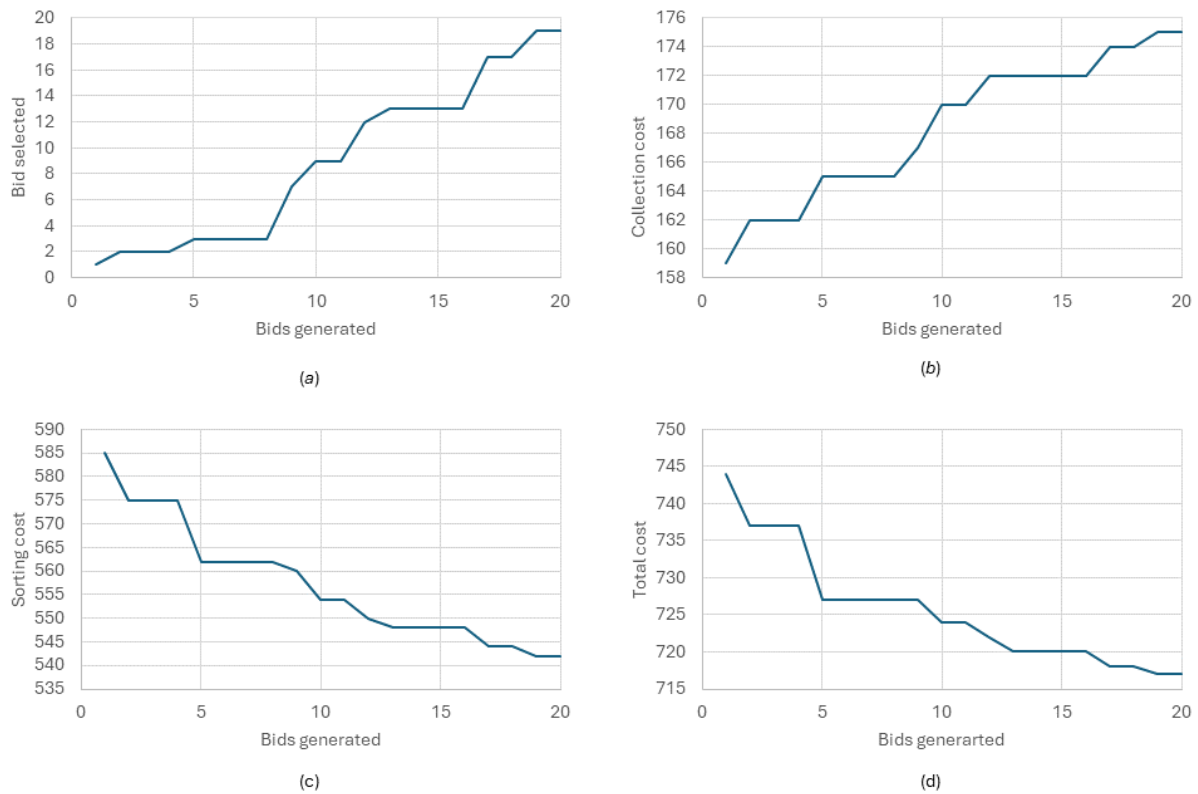 20
18
16
14
12
10
8
6
4
2
0
Bid selected
0 5 10 15 20
Bids generated
(a)
176
174
172
170
168
166
164
162
160
158
Collection cost
0 5 10 15 20
Bids generated
(b)
590
585
580
575
570
565
560
555
550
545
540
535
Sorting cost
0 5 10 15 20
Bids generated
(c)
750
745
740
735
730
725
720
715
Total cost
0 5 10 15 20
Bids generarted
(d)